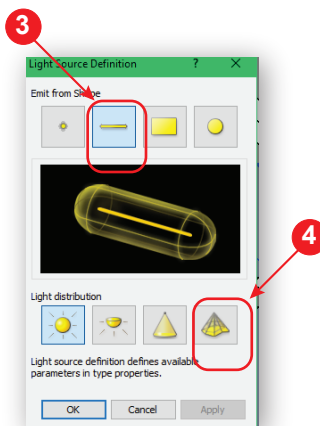 3
Light Source Definition ? ×
Emit from Shape
4
Light distribution
Light source definition defines available
parameters in type properties.
OK Cancel Apply